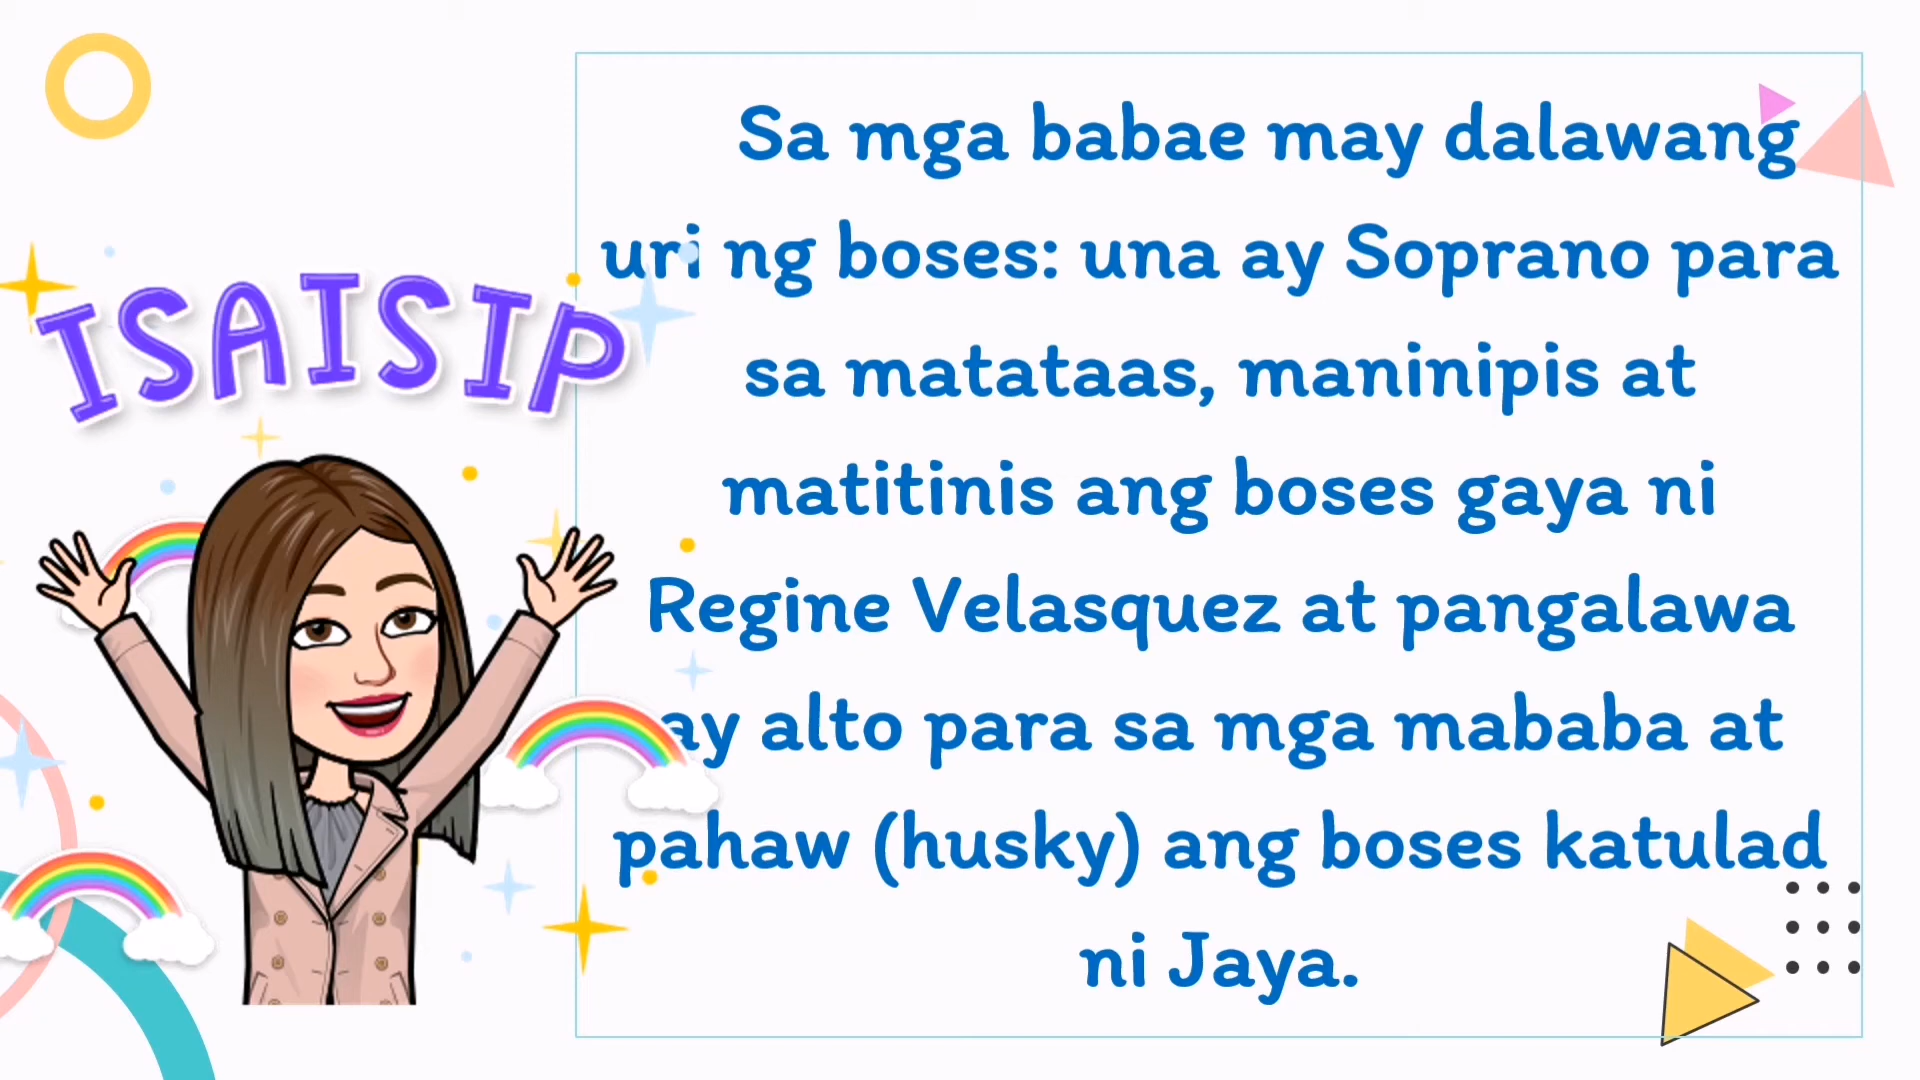 ISAISIP
Sa mga babae may dalawang
uri ng boses: una ay Soprano para
sa matataas, maninipis at
matitinis ang boses gaya ni
Regine Velasquez at pangalawa
ay alto para sa mga mababa at
pahaw (husky) ang boses katulad
ni Jaya.